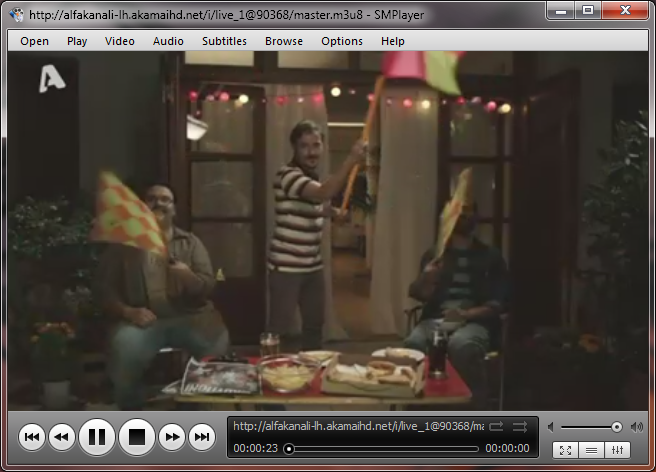 http://alfakanali-lh.akamaihd.net/i/live_1@90368/master.m3u8 - SMPlayer
Open Play Video Audio Subtitles Browse Options Help
A
http://alfakanali-lh.akamaihd.net/i/live_1@90368/ma
00:00:23 00:00:00